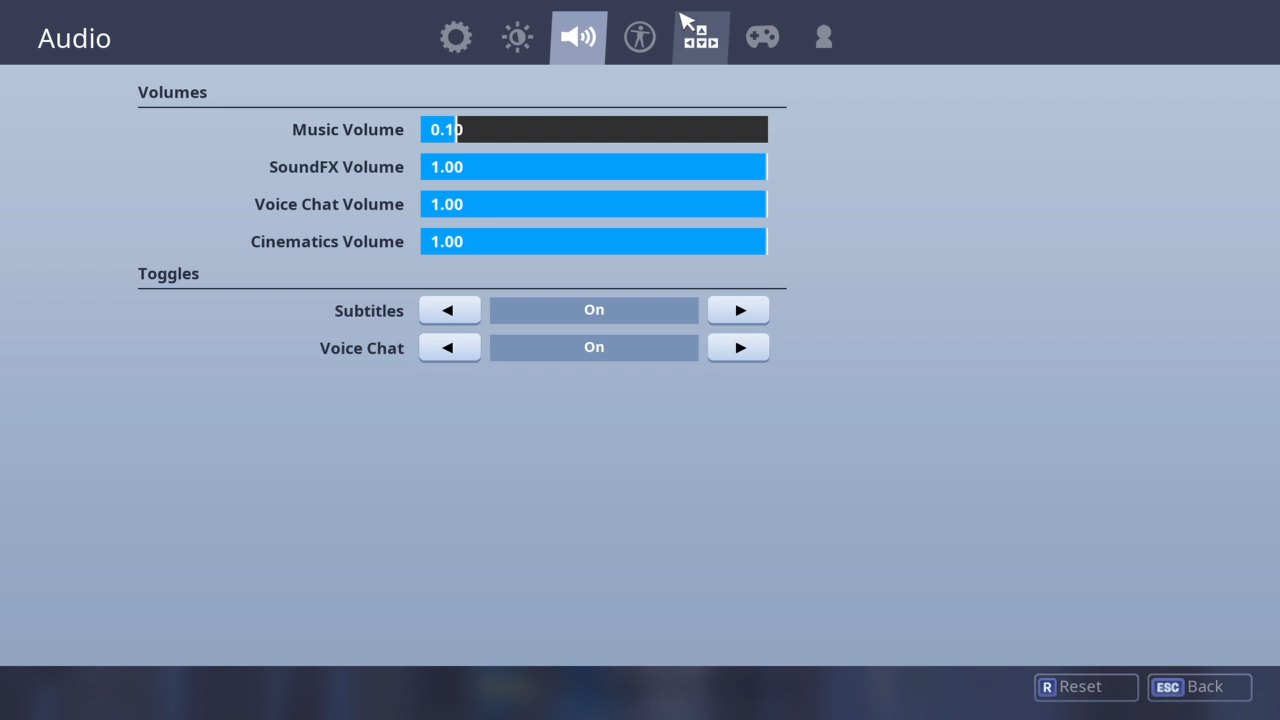 Audio
Volumes
Music Volume 0.10
SoundFX Volume 1.00
Voice Chat Volume 1.00
Cinematics Volume 1.00
Toggles
Subtitles ◄ On ►
Voice Chat ◄ On ►
R Reset ESC Back